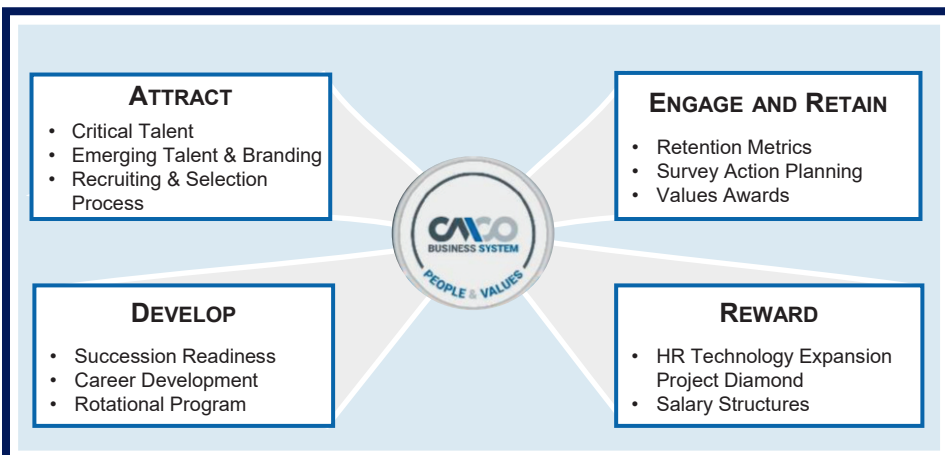 ATTRACT
• Critical Talent
• Emerging Talent & Branding
• Recruiting & Selection
Process
ENGAGE AND RETAIN
• Retention Metrics
• Survey Action Planning
• Values Awards
CMCO
BUSINESS SYSTEM
PEOPLE & VALUES
DEVELOP
• Succession Readiness
• Career Development
• Rotational Program
REWARD
• HR Technology Expansion
Project Diamond
• Salary Structures